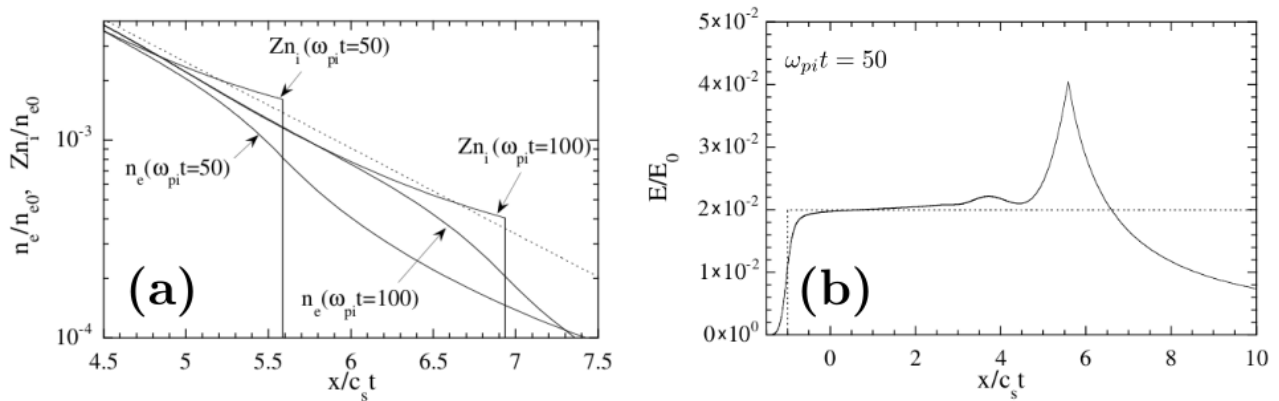 n_e/n_e0, Zn_i/n_e0
10^-3
10^-4
Zn_i (ω_pi t=50)
Zn_i (ω_pi t=100)
n_e(ω_pi t=50)
n_e(ω_pi t=100)
(a)
4.5 5 5.5 6 6.5 7 7.5
x/c_s t
E/E_0
5×10^-2
4×10^-2
3×10^-2
2×10^-2
1×10^-2
0×10^0
ω_pi t = 50
(b)
0 2 4 6 8 10
x/c_s t